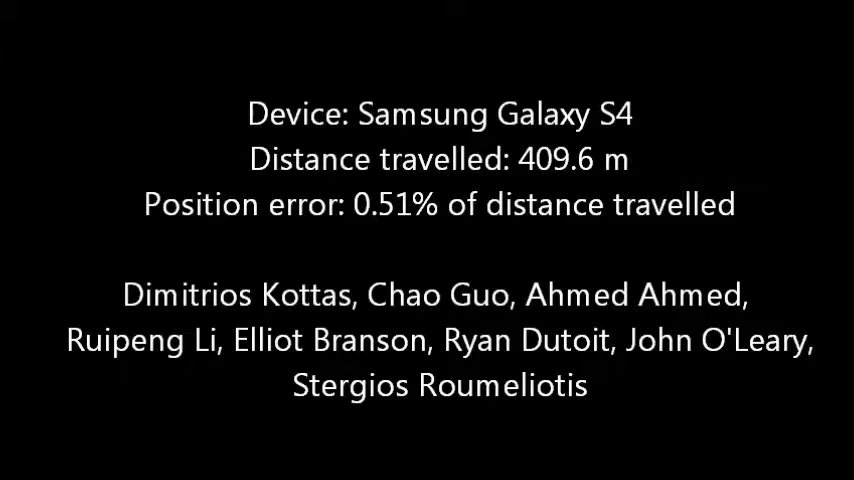 Device: Samsung Galaxy S4
Distance travelled: 409.6 m
Position error: 0.51% of distance travelled
Dimitrios Kottas, Chao Guo, Ahmed Ahmed,
Ruipeng Li, Elliot Branson, Ryan Dutoit, John O'Leary,
Stergios Roumeliotis